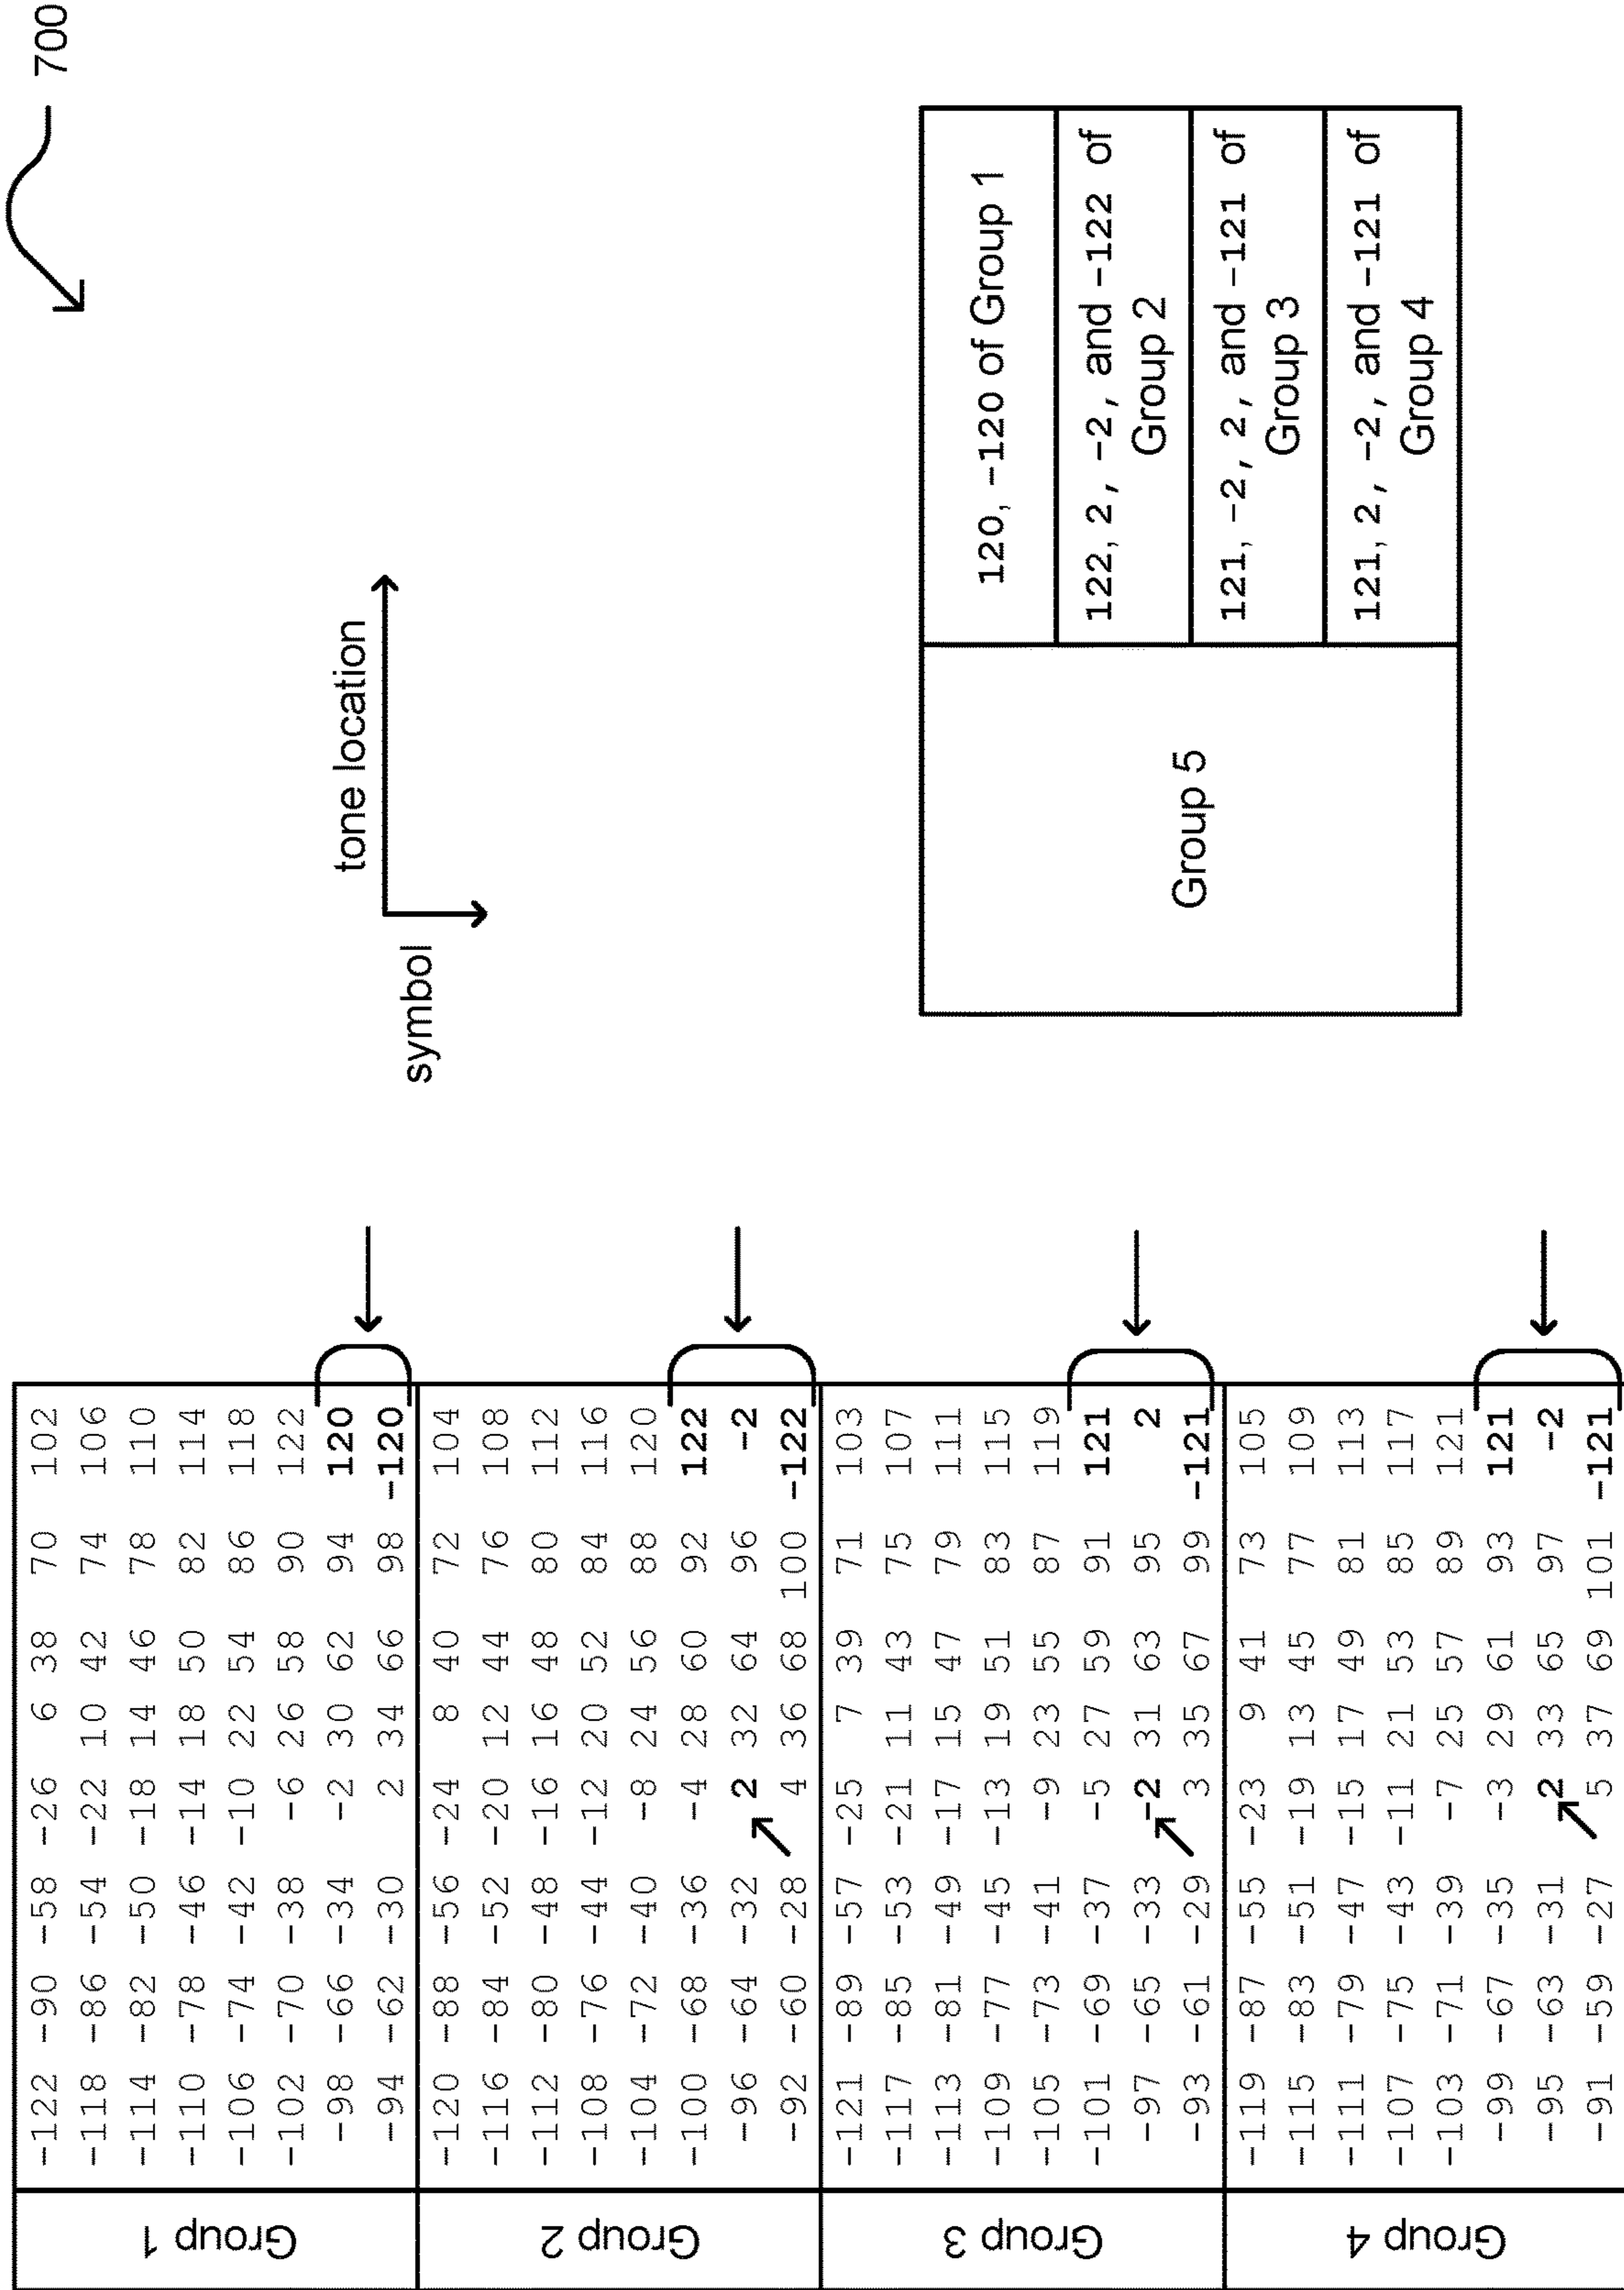 700
tone location
symbol
Group 1
-122 -90 -58 -26 6 38 70 102
-118 -86 -54 -22 10 42 74 106
-114 -82 -50 -18 14 46 78 110
-110 -78 -46 -14 18 50 82 114
-106 -74 -42 -10 22 54 86 118
-102 -70 -38 -6 26 58 90 122
-98 -66 -34 -2 30 62 94 120
-94 -62 -30 2 34 66 98 -120
Group 2
-120 -88 -56 -24 8 40 72 104
-116 -84 -52 -20 12 44 76 108
-112 -80 -48 -16 16 48 80 112
-108 -76 -44 -12 20 52 84 116
-104 -72 -40 -8 24 56 88 120
-100 -68 -36 -4 28 60 92 122
-96 -64 -32 2 32 64 96 -2
-92 -60 -28 4 36 68 100 -122
Group 3
-121 -89 -57 -25 7 39 71 103
-117 -85 -53 -21 11 43 75 107
-113 -81 -49 -17 15 47 79 111
-109 -77 -45 -13 19 51 83 115
-105 -73 -41 -9 23 55 87 119
-101 -69 -37 -5 27 59 91 121
-97 -65 -33 -2 31 63 95 2
-93 -61 -29 3 35 67 99 -121
Group 4
-119 -87 -55 -23 9 41 73 105
-115 -83 -51 -19 13 45 77 109
-111 -79 -47 -15 17 49 81 113
-107 -75 -43 -11 21 53 85 117
-103 -71 -39 -7 25 57 89 121
-99 -67 -35 -3 29 61 93 121
-95 -63 -31 2 33 65 97 -2
-91 -59 -27 5 37 69 101 -121
Group 5
120, -120 of Group 1
122, 2, -2, and -122 of
Group 2
121, -2, 2, and -121 of
Group 3
121, 2, -2, and -121 of
Group 4